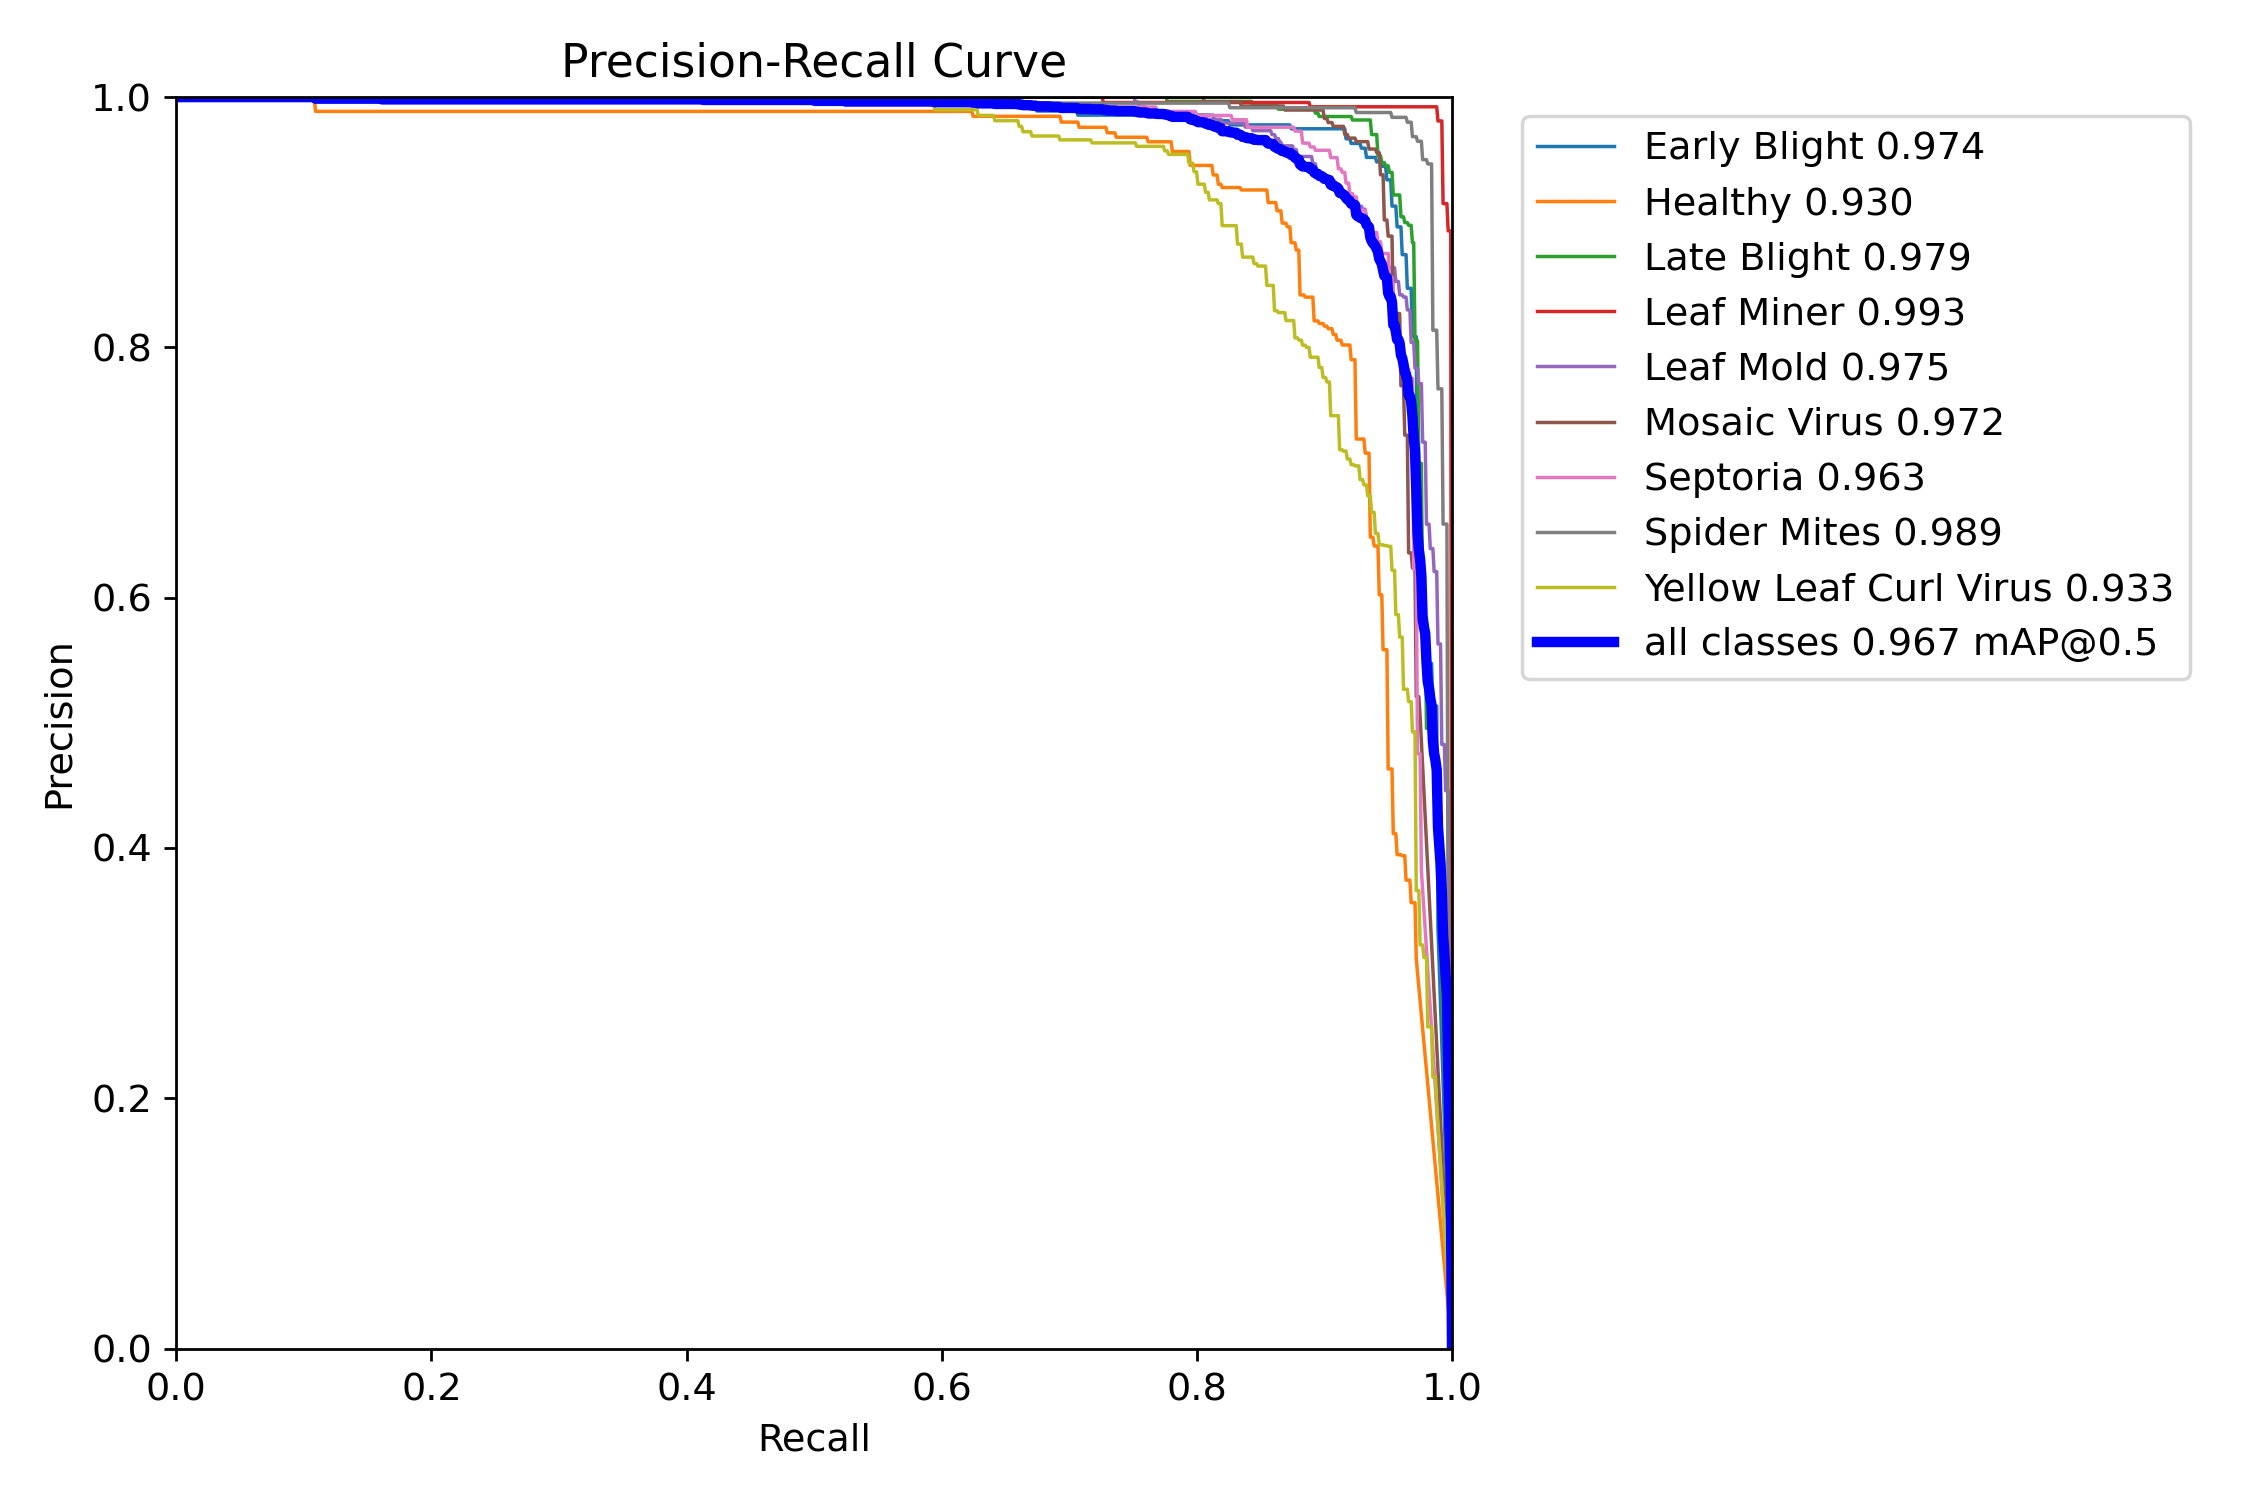 Precision-Recall Curve
1.0
0.8
0.6
0.4
0.2
0.0
Precision
0.0 0.2 0.4 0.6 0.8 1.0
Recall
Early Blight 0.974
Healthy 0.930
Late Blight 0.979
Leaf Miner 0.993
Leaf Mold 0.975
Mosaic Virus 0.972
Septoria 0.963
Spider Mites 0.989
Yellow Leaf Curl Virus 0.933
all classes 0.967 mAP@0.5